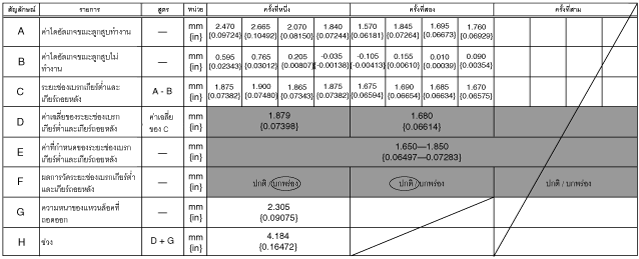 สัญลักษณ์ รายการ สูตร หน่วย ครั้งที่หนึ่ง ครั้งที่สอง ครั้งที่สาม
A ค่าไดอัลเกจขณะลูกสูบทำงาน — mm {in} 2.470 {0.09724} 2.665 {0.10492} 2.070 {0.08150} 1.840 {0.07244} 1.570 {0.06181} 1.845 {0.07264} 1.695 {0.06673} 1.760 {0.06929}
B ค่าไดอัลเกจขณะลูกสูบไม่
ทำงาน — mm {in} 0.595 {0.02343} 0.765 {0.03012} 0.205 {0.00807} -0.035 {-0.00138} -0.105 {-0.00413} 0.155 {0.00610} 0.010 {0.00039} 0.090 {0.00354}
C ระยะช่องเบรกเกียร์ต่ำและ
เกียร์ถอยหลัง A - B mm {in} 1.875 {0.07382} 1.900 {0.07480} 1.865 {0.07343} 1.875 {0.07382} 1.675 {0.06594} 1.690 {0.06654} 1.685 {0.06634} 1.670 {0.06575}
D ค่าเฉลี่ยของระยะช่องเบรก
เกียร์ต่ำและเกียร์ถอยหลัง ค่าเฉลี่ย
ของ C mm {in} 1.879 {0.07398} 1.680 {0.06614}
E ค่าที่กำหนดของระยะช่องเบรก
เกียร์ต่ำและเกียร์ถอยหลัง — mm {in} 1.650—1.850 {0.06497—0.07283}
F ผลการวัดระยะช่องเบรกเกียร์ต่ำ
และเกียร์ถอยหลัง — ปกติ / บกพร่อง ปกติ / บกพร่อง ปกติ / บกพร่อง
G ความหนาของแหวนล็อคที่
ถอดออก — mm {in} 2.305 {0.09075}
H ช่วง D + G mm {in} 4.184 {0.16472}